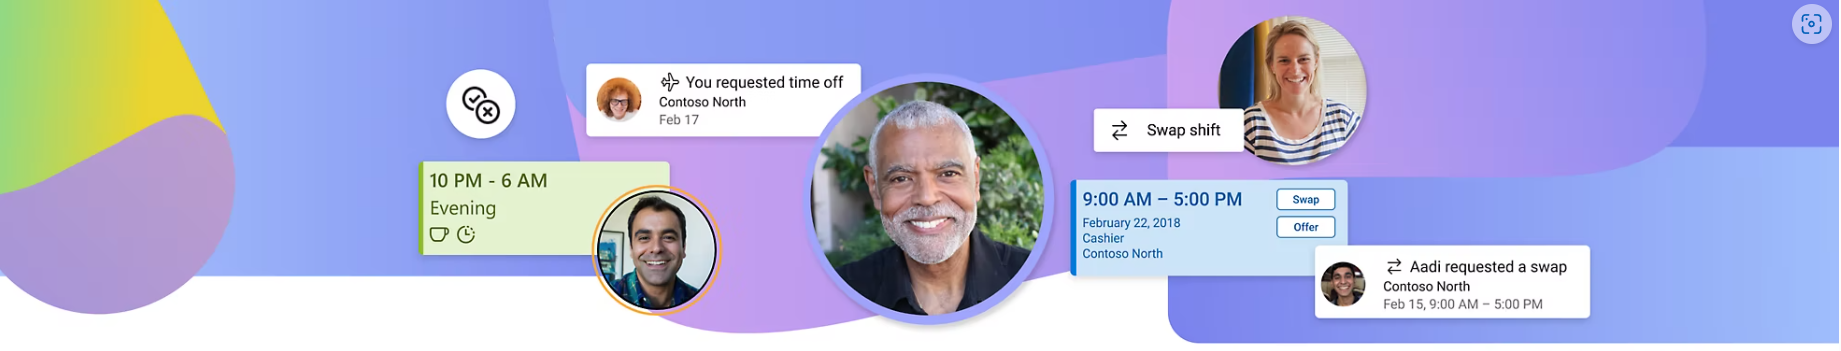 You requested time off
Contoso North
Feb 17
10 PM - 6 AM
Evening
Swap shift
9:00 AM – 5:00 PM
Swap
February 22, 2018
Offer
Cashier
Contoso North
Aadi requested a swap
Contoso North
Feb 15, 9:00 AM – 5:00 PM